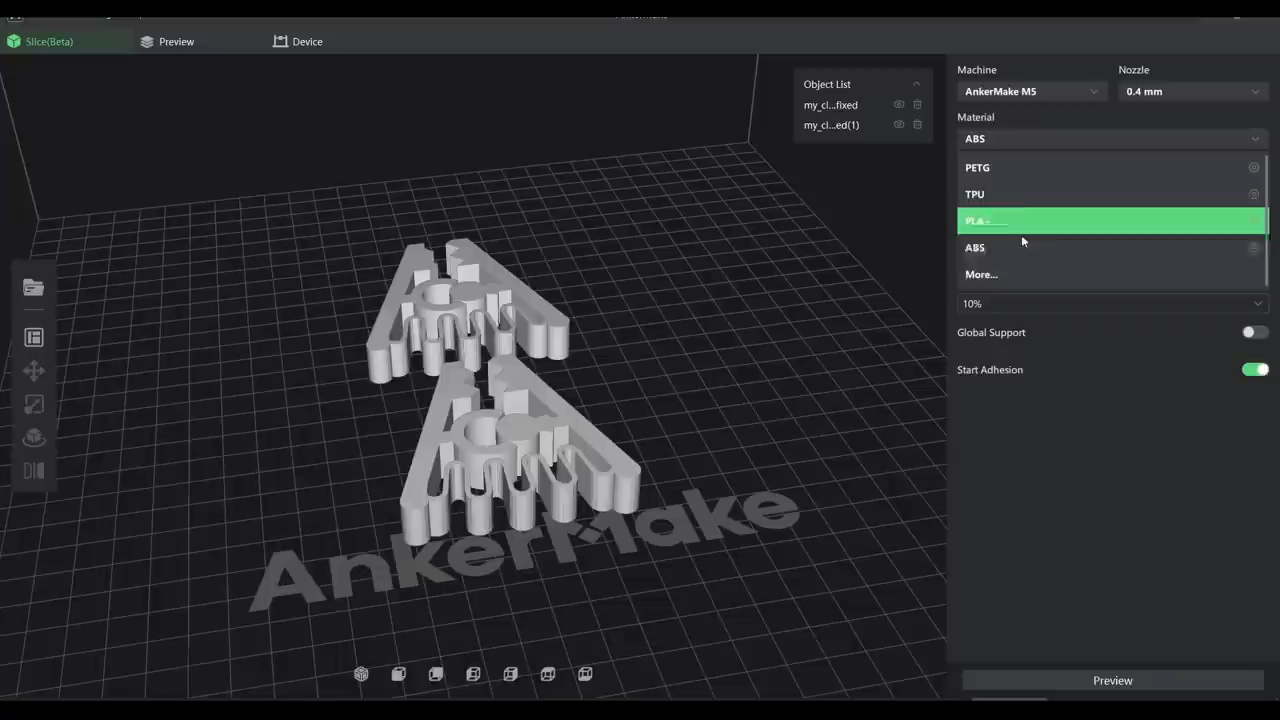 Slice(Beta)
Preview
Device
Object List
my_cl...fixed
my_cl...ed(1)
Machine
Nozzle
AnkerMake M5
0.4 mm
Material
ABS
PETG
TPU
PLA+
ABS
More...
10%
Global Support
Start Adhesion
AnkerMake
Preview